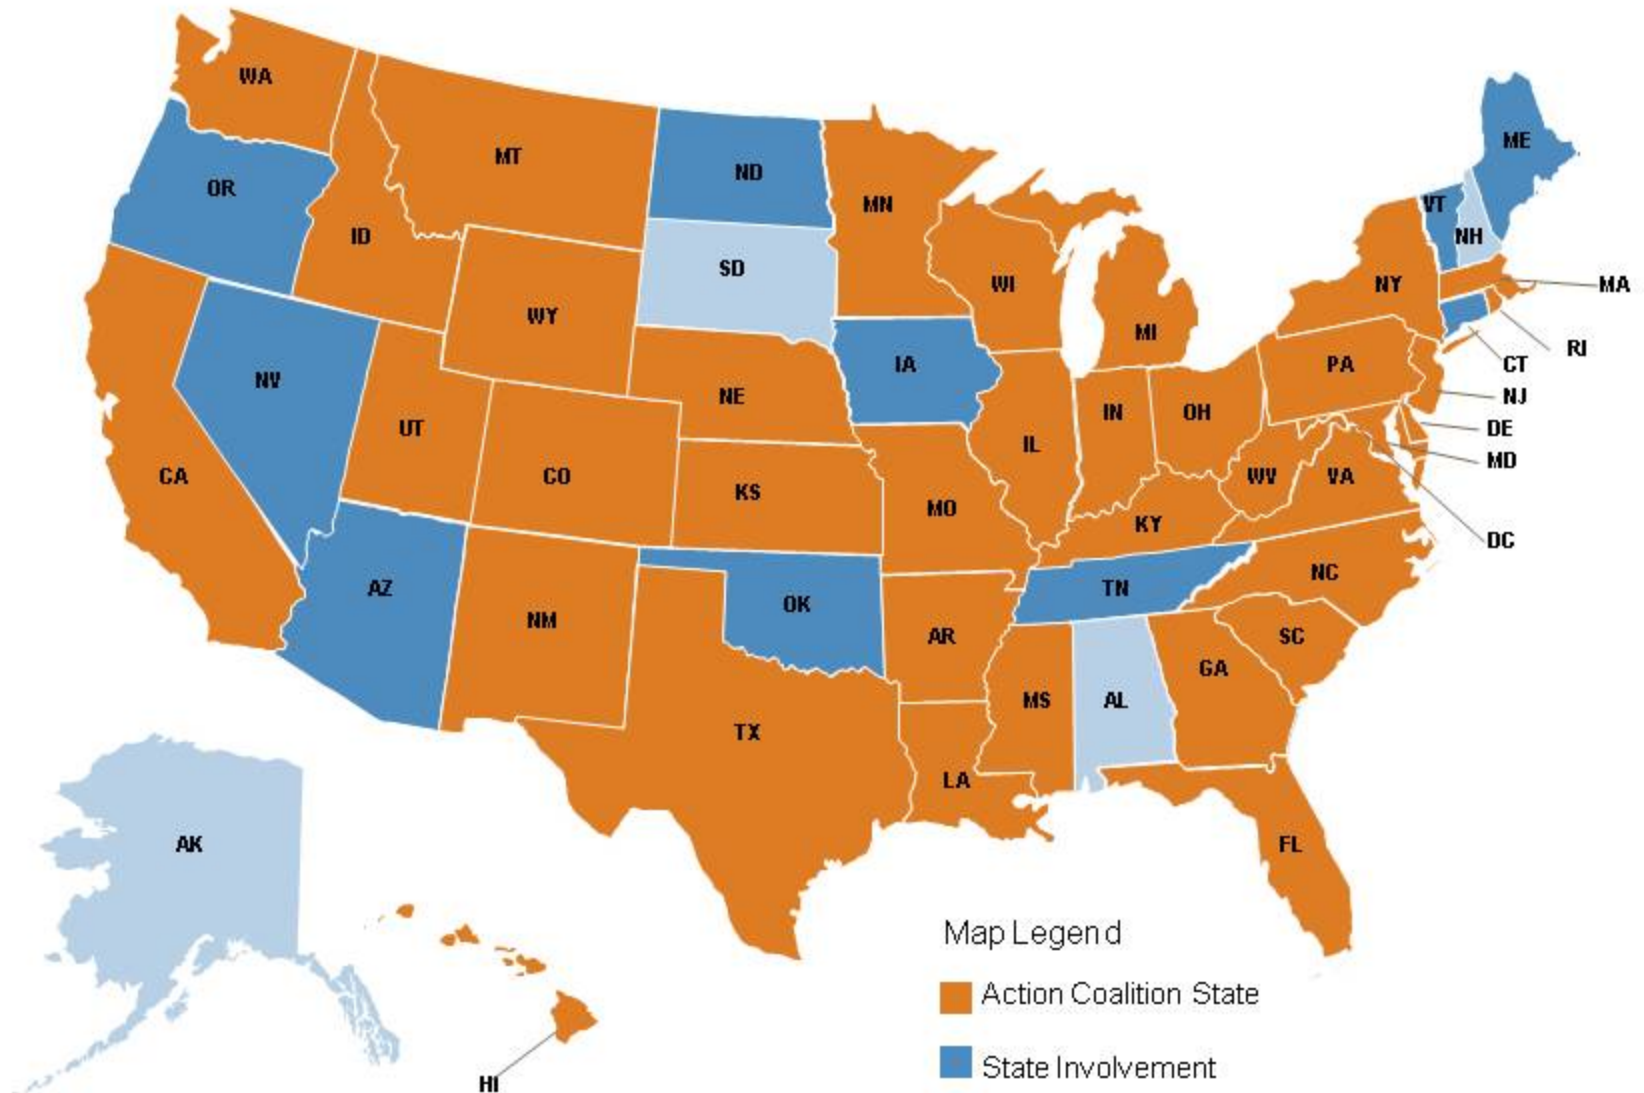 WA
MT
ND
MN
ME
OR
ID
SD
WI
MI
NY
VT
NH
MA
RI
CT
NJ
DE
MD
DC
WY
NV
UT
CO
NE
IA
IL
IN
OH
PA
CA
KS
MO
KY
WV
VA
AZ
NM
OK
AR
TN
NC
SC
TX
LA
MS
AL
GA
FL
AK
HI
Map Legend
Action Coalition State
State Involvement